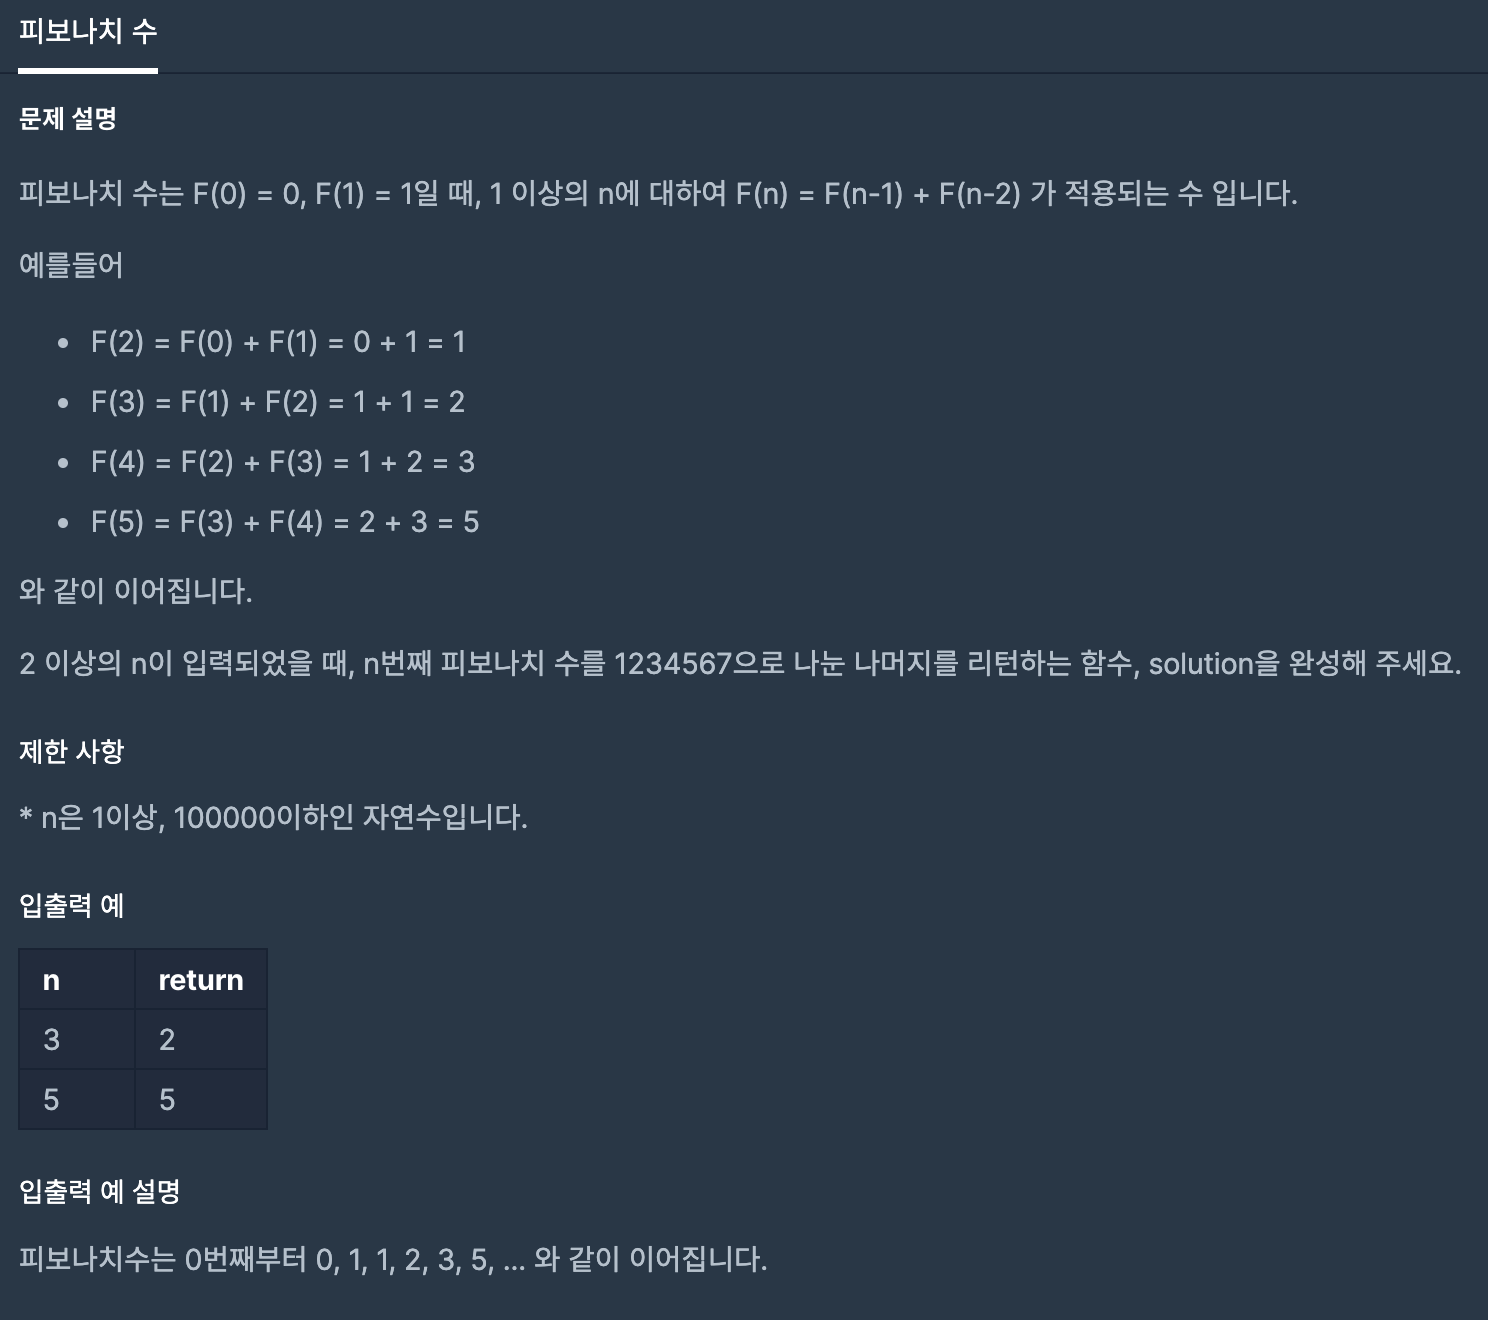 피보나치 수
문제 설명
피보나치 수는 F(0) = 0, F(1) = 1일 때, 1 이상의 n에 대하여 F(n) = F(n-1) + F(n-2) 가 적용되는 수 입니다.
예를들어
• F(2) = F(0) + F(1) = 0 + 1 = 1
• F(3) = F(1) + F(2) = 1 + 1 = 2
• F(4) = F(2) + F(3) = 1 + 2 = 3
• F(5) = F(3) + F(4) = 2 + 3 = 5
와 같이 이어집니다.
2 이상의 n이 입력되었을 때, n번째 피보나치 수를 1234567으로 나눈 나머지를 리턴하는 함수, solution을 완성해 주세요.
제한 사항
* n은 1이상, 100000이하인 자연수입니다.
입출력 예
n return
3 2
5 5
입출력 예 설명
피보나치수는 0번째부터 0, 1, 1, 2, 3, 5, ... 와 같이 이어집니다.